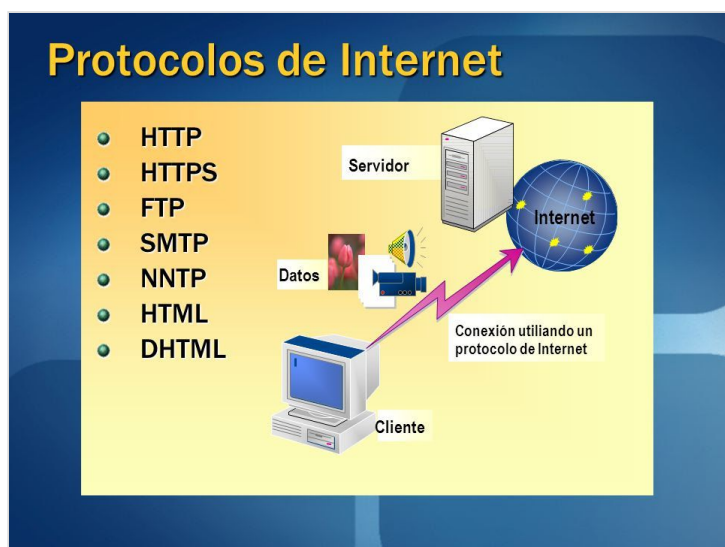 Protocolos de Internet
HTTP
HTTPS
FTP
SMTP
NNTP
HTML
DHTML
Servidor
Internet
Datos
Conexión utiliando un
protocolo de Internet
Cliente